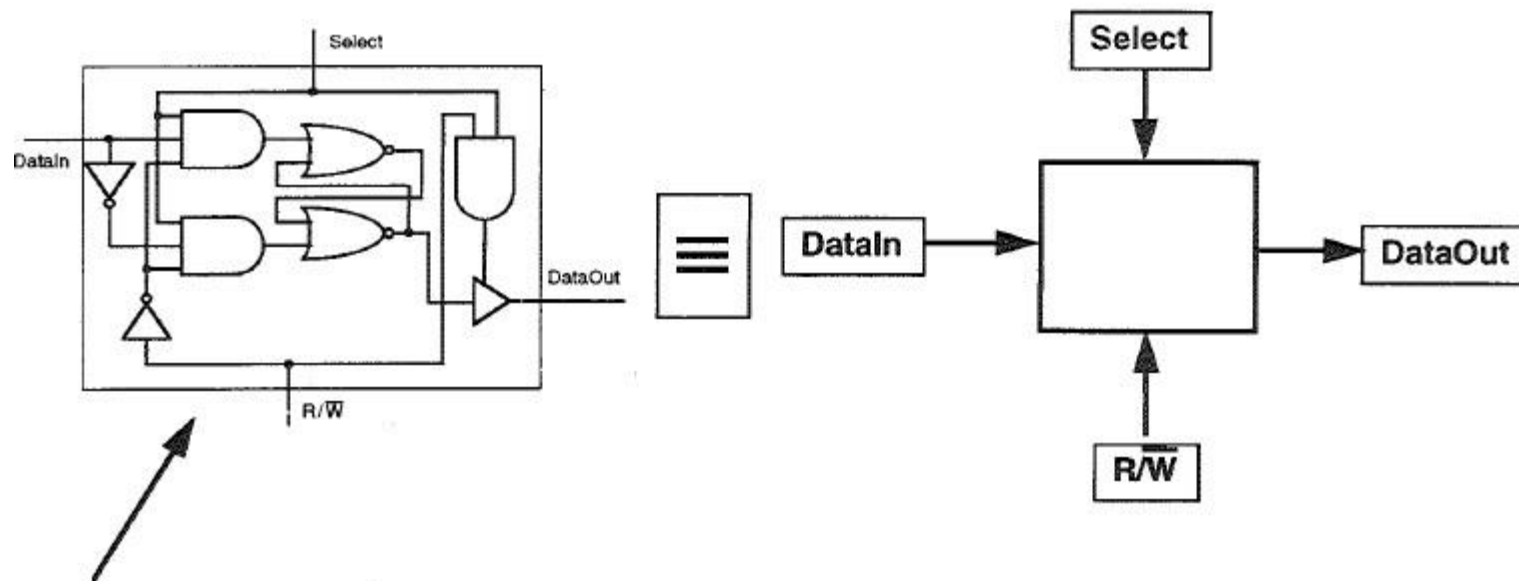 Select
DataIn
DataOut
R/W̅
Select
≡
DataIn
DataOut
R/W̅